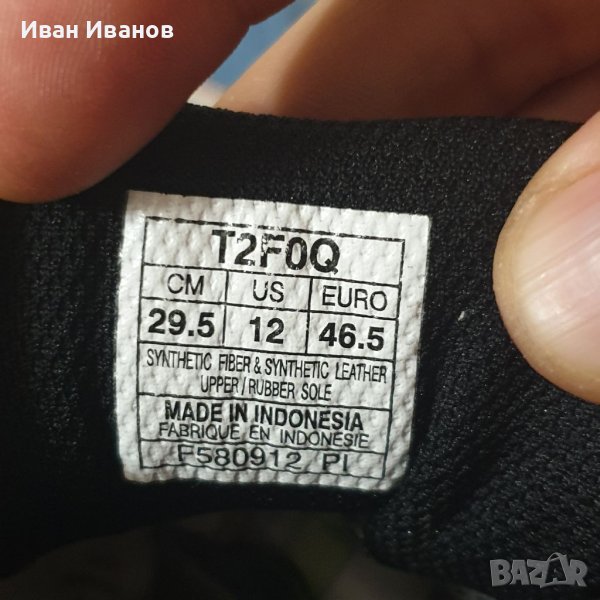 Иван Иванов
T2F0Q
CM US EURO
29.5 12 46.5
SYNTHETIC FIBER & SYNTHETIC LEATHER
UPPER / RUBBER SOLE
MADE IN INDONESIA
FABRIQUE EN INDONESIE
F580912 PI
BAZAR